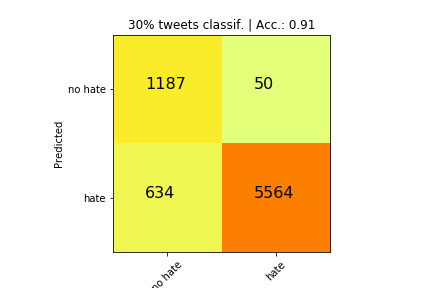 30% tweets classif. | Acc.: 0.91
no hate
1187
50
Predicted
hate
634
5564
no hate
hate